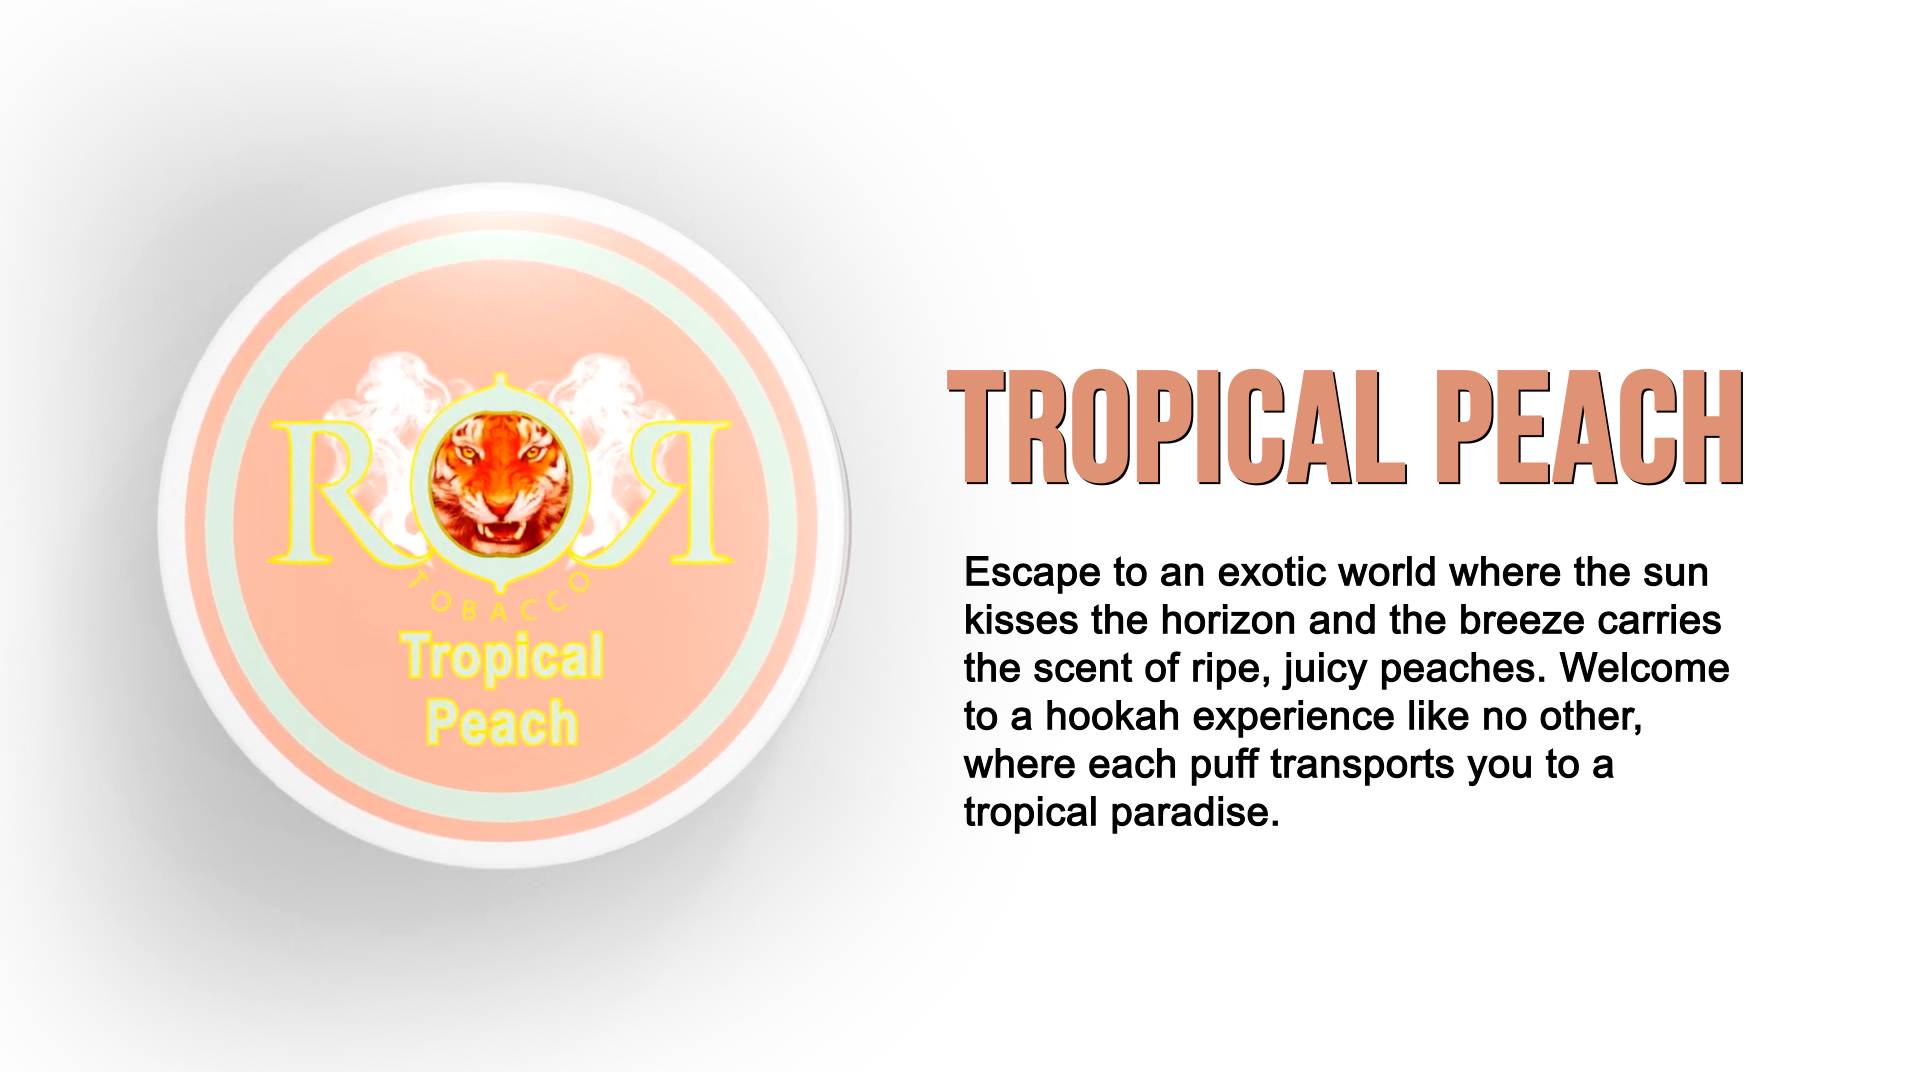 ROR
TOBACCO
Tropical
Peach
TROPICAL PEACH
Escape to an exotic world where the sun
kisses the horizon and the breeze carries
the scent of ripe, juicy peaches. Welcome
to a hookah experience like no other,
where each puff transports you to a
tropical paradise.